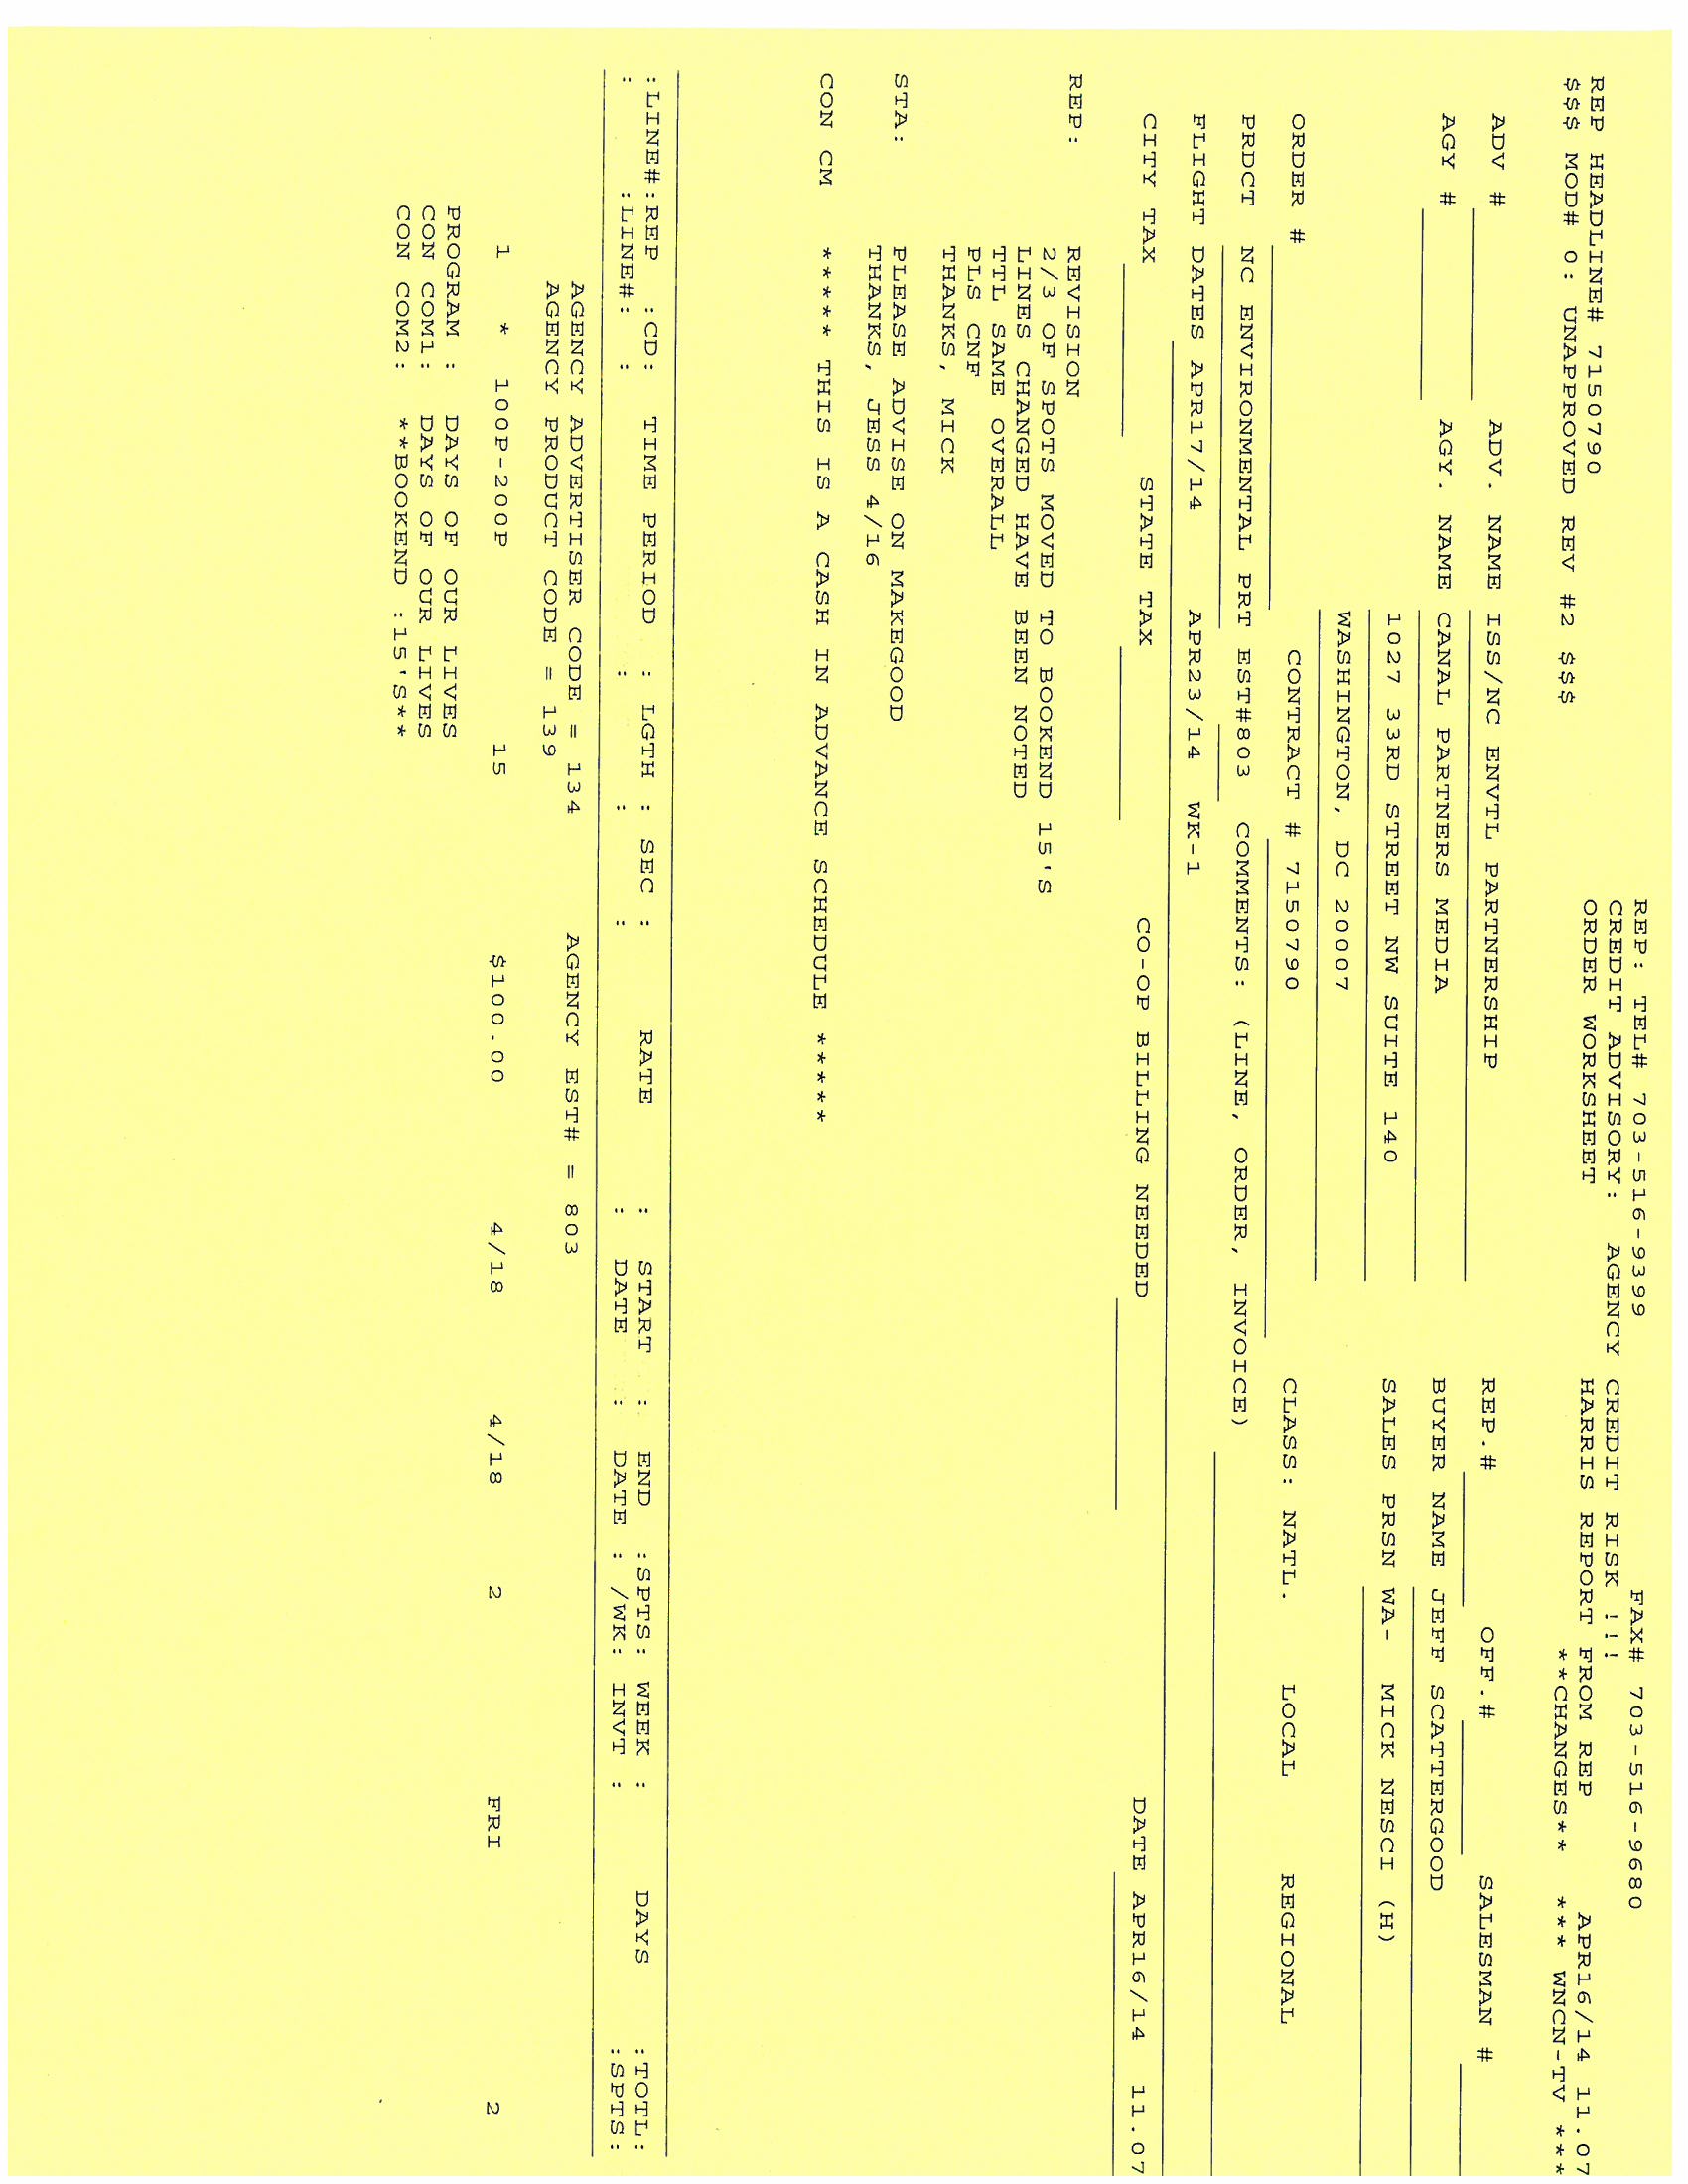 REP: TEL# 703-516-9399 FAX# 703-516-9680
CREDIT ADVISORY: AGENCY CREDIT RISK !!!
REP HEADLINE# 7150790 ORDER WORKSHEET HARRIS REPORT FROM REP APR16/14 11.07
$$$ MOD# 0: UNAPPROVED REV #2 $$$ **CHANGES** *** WNCN-TV ***
ADV # ADV. NAME ISS/NC ENVTL PARTNERSHIP REP.# OFF.# SALESMAN #
AGY # AGY. NAME CANAL PARTNERS MEDIA BUYER NAME JEFF SCATTERGOOD
1027 33RD STREET NW SUITE 140 SALES PRSN WA- MICK NESCI (H)
WASHINGTON, DC 20007
ORDER # CONTRACT # 7150790 CLASS: NATL. LOCAL REGIONAL
PRDCT NC ENVIRONMENTAL PRT EST#803 COMMENTS: (LINE, ORDER, INVOICE)
FLIGHT DATES APR17/14 APR23/14 WK-1
CITY TAX STATE TAX CO-OP BILLING NEEDED DATE APR16/14 11.07
REP: REVISION
2/3 OF SPOTS MOVED TO BOOKEND 15'S
LINES CHANGED HAVE BEEN NOTED
TTL SAME OVERALL
PLS CNF
THANKS, MICK
STA: PLEASE ADVISE ON MAKEGOOD
THANKS, JESS 4/16
CON CM ***** THIS IS A CASH IN ADVANCE SCHEDULE *****
:LINE#:REP :CD: TIME PERIOD : LGTH : SEC : RATE : START : END :SPTS: WEEK : DAYS :TOTL:
: :LINE#: : : : : : DATE : DATE : /WK: INVT : :SPTS:
AGENCY ADVERTISER CODE = 134 AGENCY EST# = 803
AGENCY PRODUCT CODE = 139
1 * 100P-200P 15 $100.00 4/18 4/18 2 FRI 2
PROGRAM : DAYS OF OUR LIVES
CON COM1: DAYS OF OUR LIVES
CON COM2: **BOOKEND :15'S**